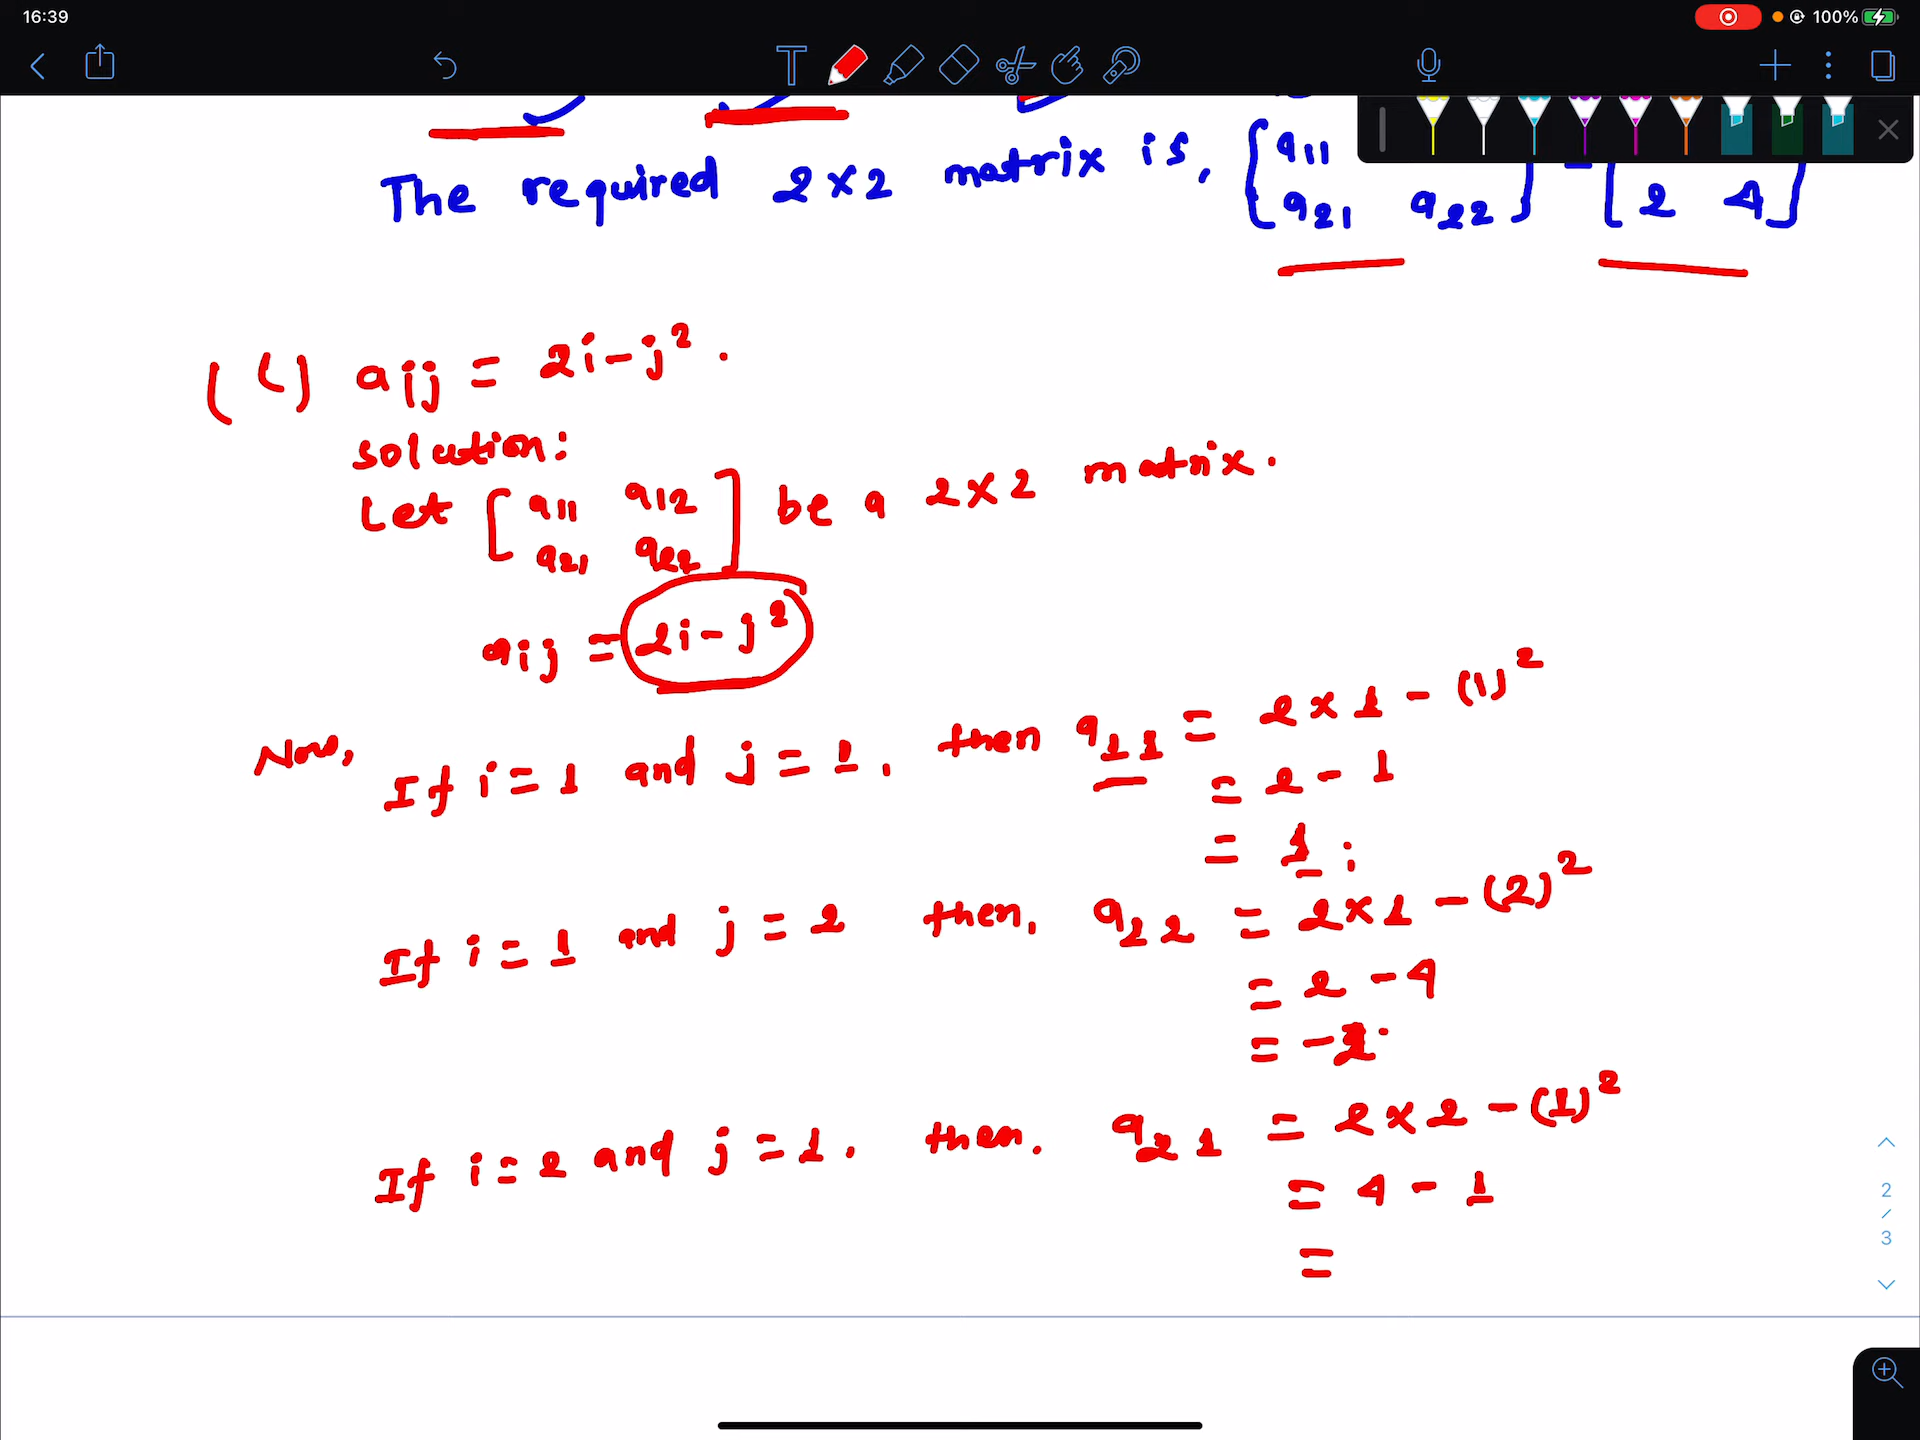 16:39
100%
The required 2×2 matrix is, [a11
a21 a22] = [2 4]
(C) aij = 2i-j².
Solution:
Let [a11 a12
a21 a22] be a 2×2 matrix.
aij = 2i-j²
Now,
If i=1 and j=1, then a11 = 2×1-(1)²
= 2-1
= 1;
If i=1 and j=2 then, a12 = 2×1-(2)²
= 2-4
= -2
If i=2 and j=1, then, a21 = 2×2-(1)²
= 4-1
=
2
/
3